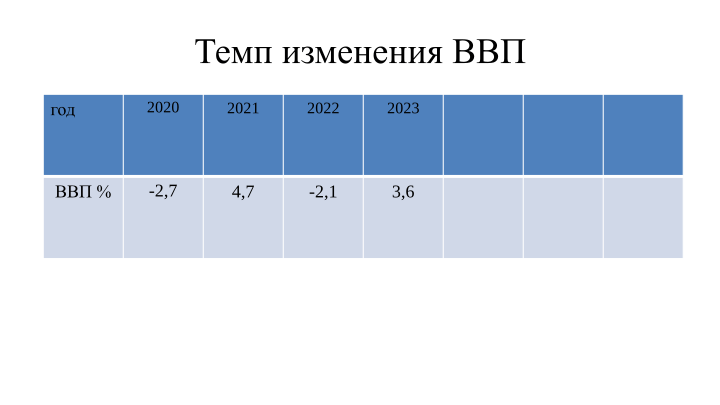 Темп изменения ВВП
год 2020 2021 2022 2023
ВВП % -2,7 4,7 -2,1 3,6